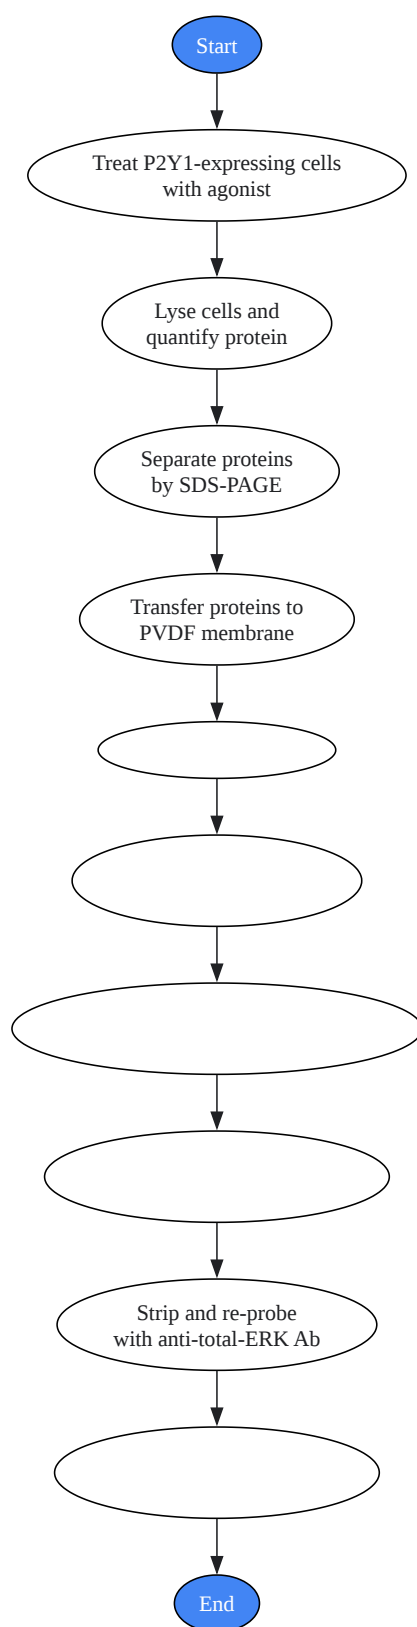 Start
Treat P2Y1-expressing cells
with agonist
Lyse cells and
quantify protein
Separate proteins
by SDS-PAGE
Transfer proteins to
PVDF membrane
Strip and re-probe
with anti-total-ERK Ab
End